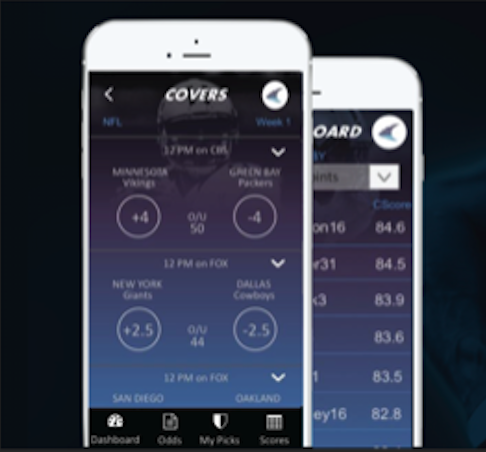 COVERS
NFL
Week 1
12 PM on CBS
MINNESOTA
Vikings
GREEN BAY
Packers
+4
O/U
50
-4
12 PM on FOX
NEW YORK
Giants
DALLAS
Cowboys
+2.5
O/U
44
-2.5
12 PM on FOX
SAN DIEGO
OAKLAND
Dashboard
Odds
My Picks
Scores
OARD
BY
ints
CScore
on16 84.6
r31 84.5
k3 83.9
83.6
1 83.5
ey16 82.8